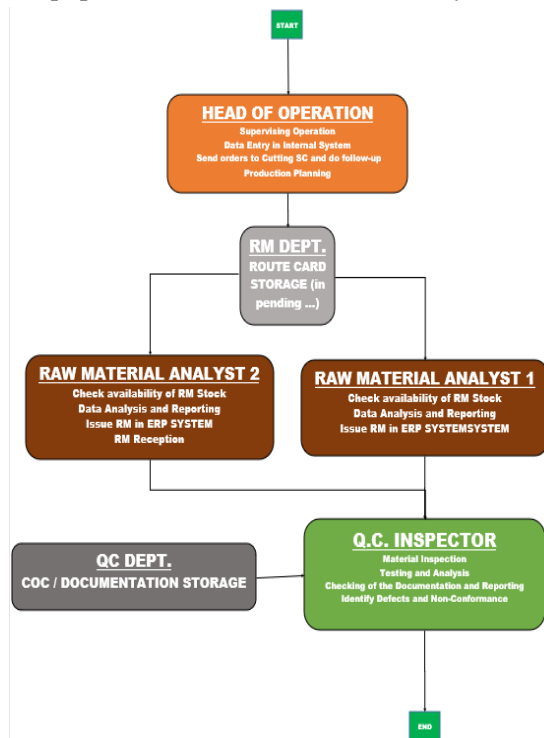 START
HEAD OF OPERATION
Supervising Operation
Data Entry in Internal System
Send orders to Cutting SC and do follow-up
Production Planning
RM DEPT.
ROUTE CARD
STORAGE (in
pending ...)
RAW MATERIAL ANALYST 2
Check availability of RM Stock
Data Analysis and Reporting
Issue RM in ERP SYSTEM
RM Reception
RAW MATERIAL ANALYST 1
Check availability of RM Stock
Data Analysis and Reporting
Issue RM in ERP SYSTEMSYSTEM
QC DEPT.
COC / DOCUMENTATION STORAGE
Q.C. INSPECTOR
Material Inspection
Testing and Analysis
Checking of the Documentation and Reporting
Identify Defects and Non-Conformance
END